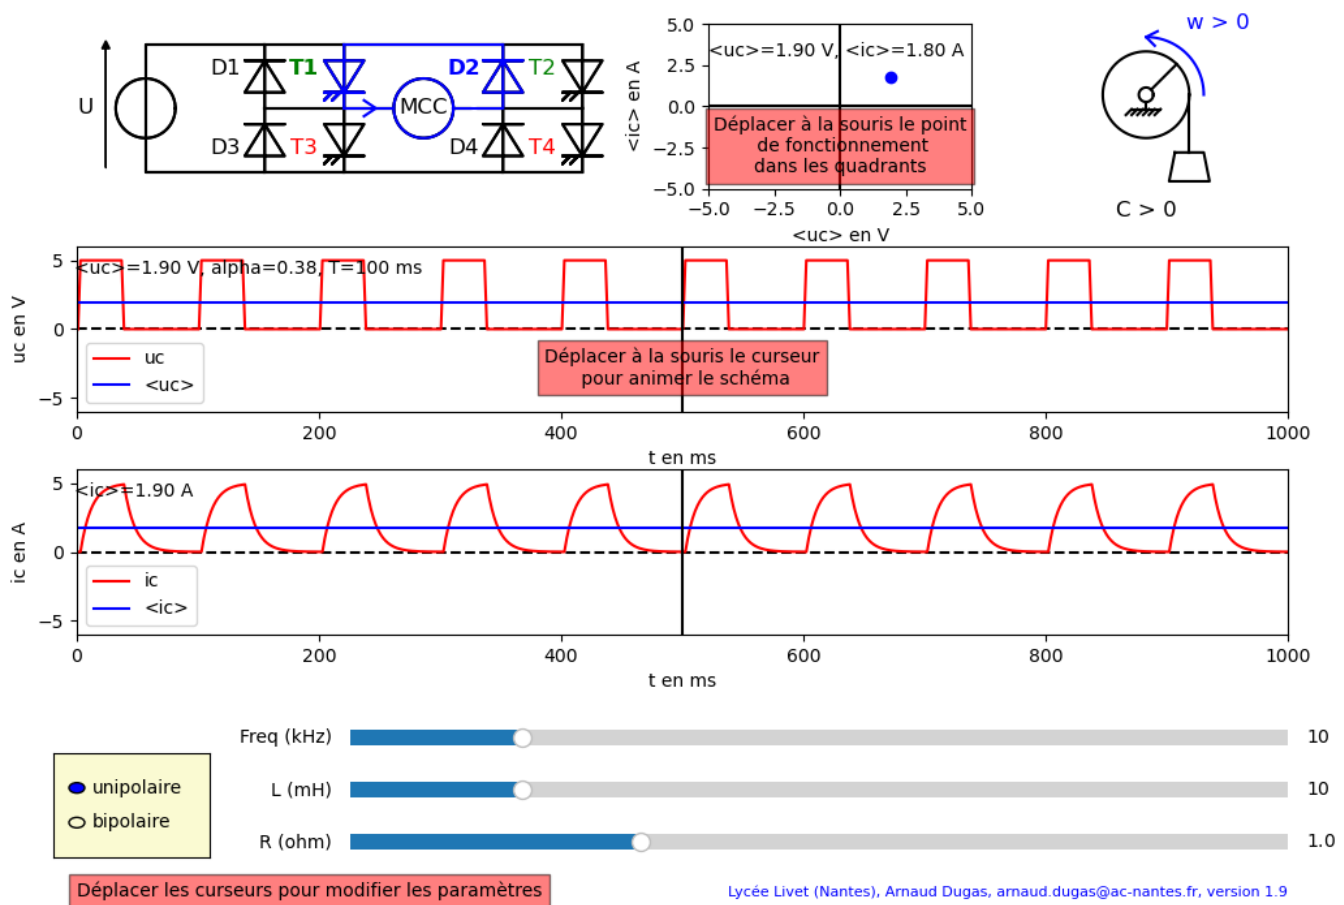 U
D1
T1
D2
T2
MCC
D3
T3
D4
T4
5.0
2.5
0.0
−2.5
−5.0
<ic> en A
<uc>=1.90 V, <ic>=1.80 A
Déplacer à la souris le point
de fonctionnement
dans les quadrants
−5.0
−2.5
0.0
2.5
5.0
<uc> en V
w > 0
C > 0
uc en V
5
0
−5
<uc>=1.90 V, alpha=0.38, T=100 ms
uc
<uc>
Déplacer à la souris le curseur
pour animer le schéma
0
200
400
600
800
1000
t en ms
ic en A
5
0
−5
<ic>=1.90 A
ic
<ic>
0
200
400
600
800
1000
t en ms
Freq (kHz)
10
L (mH)
10
R (ohm)
1.0
unipolaire
bipolaire
Déplacer les curseurs pour modifier les paramètres
Lycée Livet (Nantes), Arnaud Dugas, arnaud.dugas@ac-nantes.fr, version 1.9